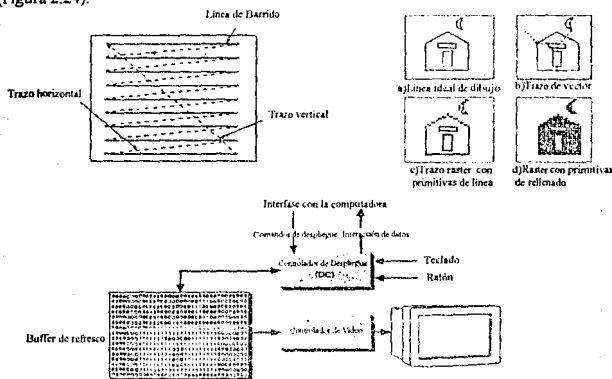 (Figura 2.24).
Línea de Barrido
Trazo horizontal
Trazo vertical
a)Línea ideal de dibujo
b)Trazo de vector
c)Trazo raster con
primitivas de línea
d)Raster con primitivas
de rellenado
Interfase con la computadora
Comandos de despliegue
Interacción de datos
Controlador de Despliegue
(DC)
Teclado
Ratón
Buffer de refresco
Controlador de Video